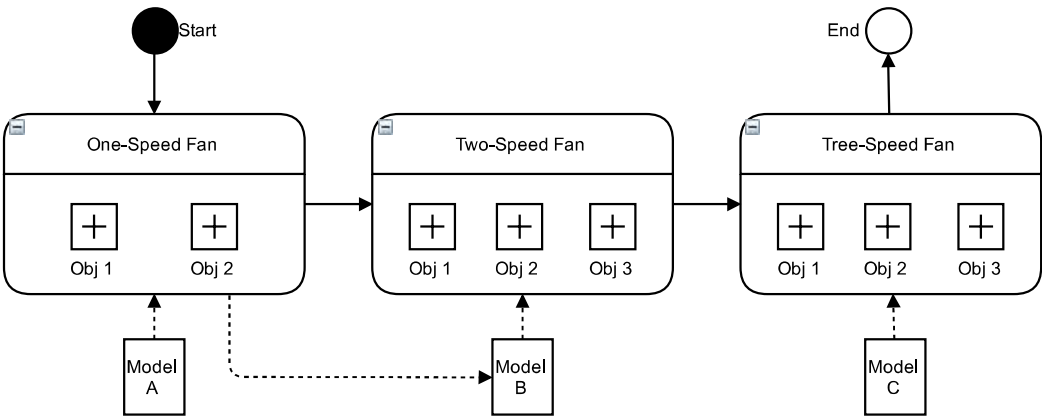 Start
End
One-Speed Fan
Two-Speed Fan
Tree-Speed Fan
Obj 1
Obj 2
Obj 1
Obj 2
Obj 3
Obj 1
Obj 2
Obj 3
Model
A
Model
B
Model
C